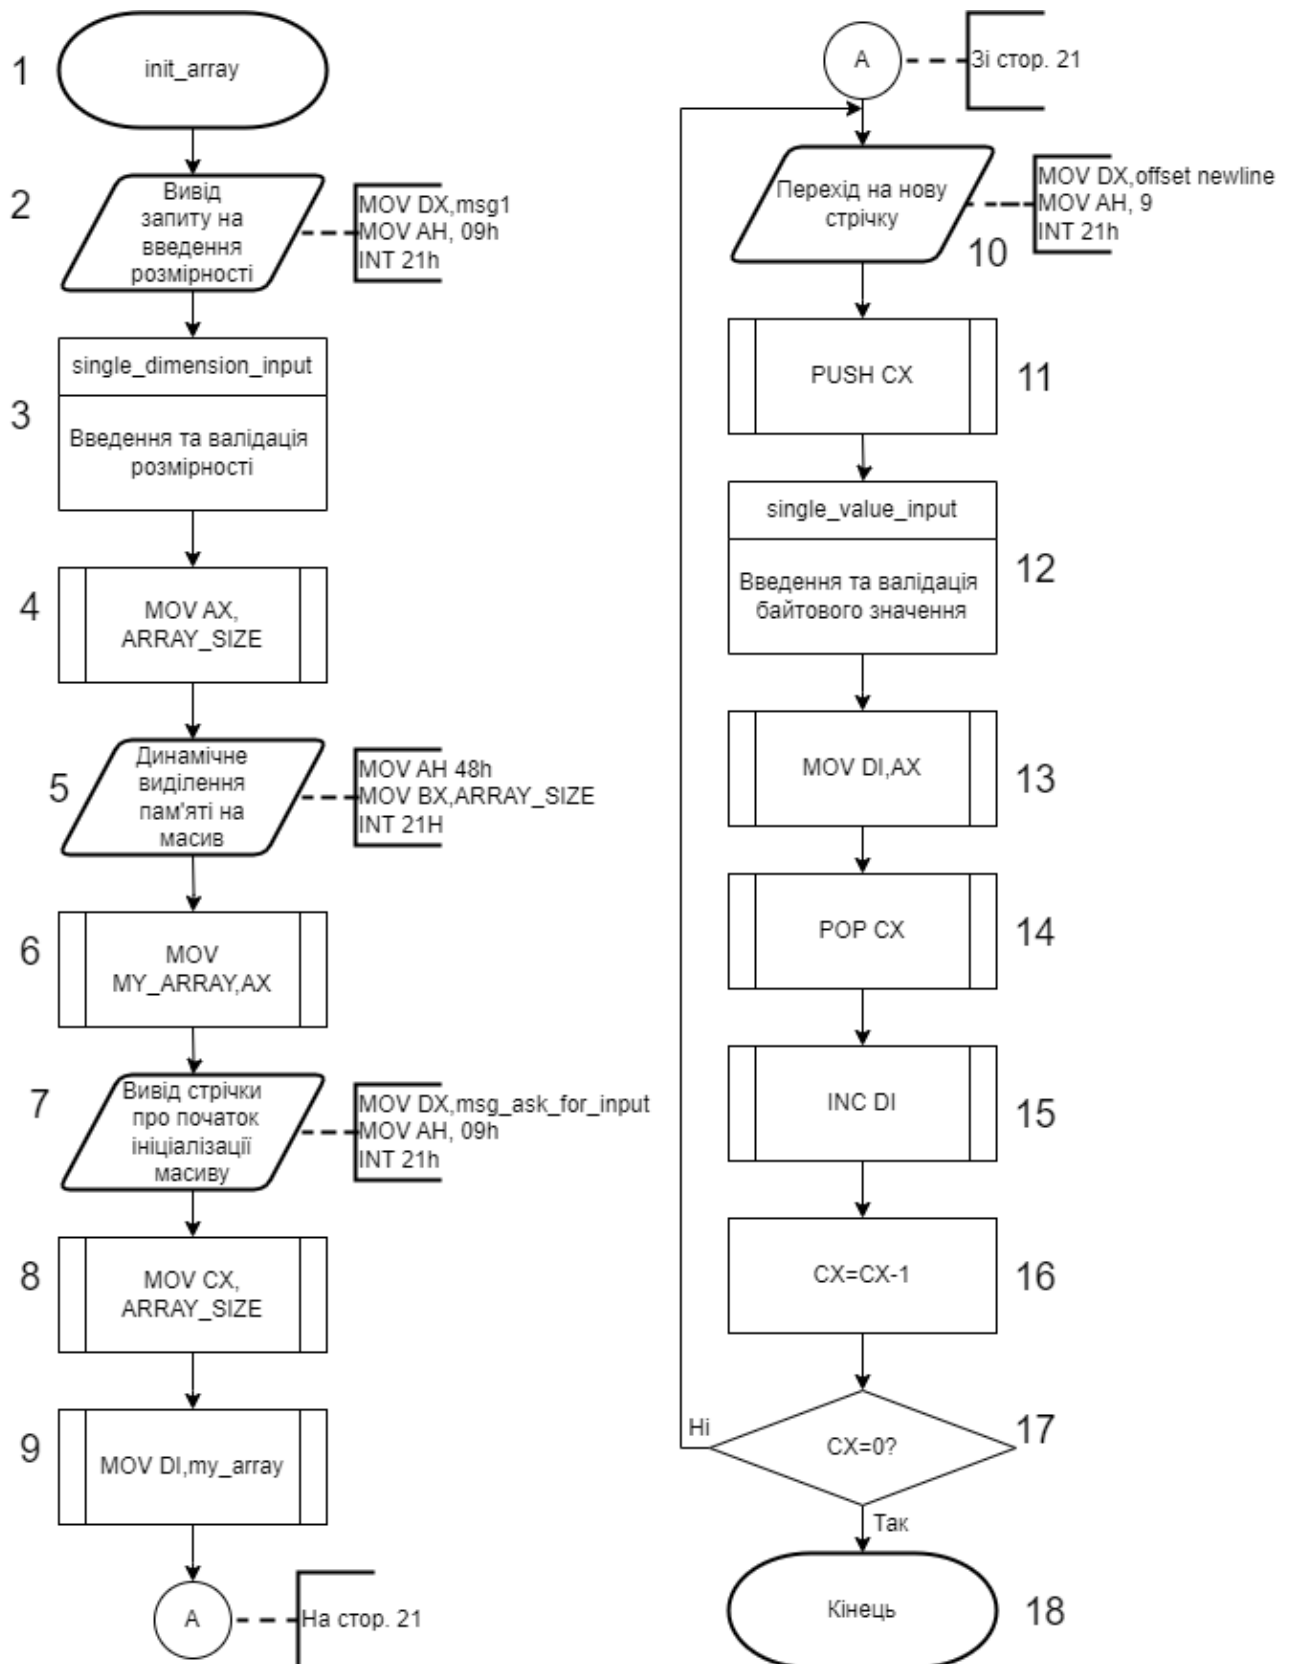 1
init_array
2
Вивід
запиту на
введення
розмірності
MOV DX,msg1
MOV AH, 09h
INT 21h
single_dimension_input
3
Введення та валідація
розмірності
4
MOV AX,
ARRAY_SIZE
5
Динамічне
виділення
пам'яті на
масив
MOV AH 48h
MOV BX,ARRAY_SIZE
INT 21H
6
MOV
MY_ARRAY,AX
7
Вивід стрічки
про початок
ініціалізації
масиву
MOV DX,msg_ask_for_input
MOV AH, 09h
INT 21h
8
MOV CX,
ARRAY_SIZE
9
MOV DI,my_array
A
На стор. 21
A
Зі стор. 21
Перехід на нову
стрічку
10
MOV DX,offset newline
MOV AH, 9
INT 21h
PUSH CX
11
single_value_input
12
Введення та валідація
байтового значення
MOV DI,AX
13
POP CX
14
INC DI
15
CX=CX-1
16
Ні
CX=0?
17
Так
Кінець
18